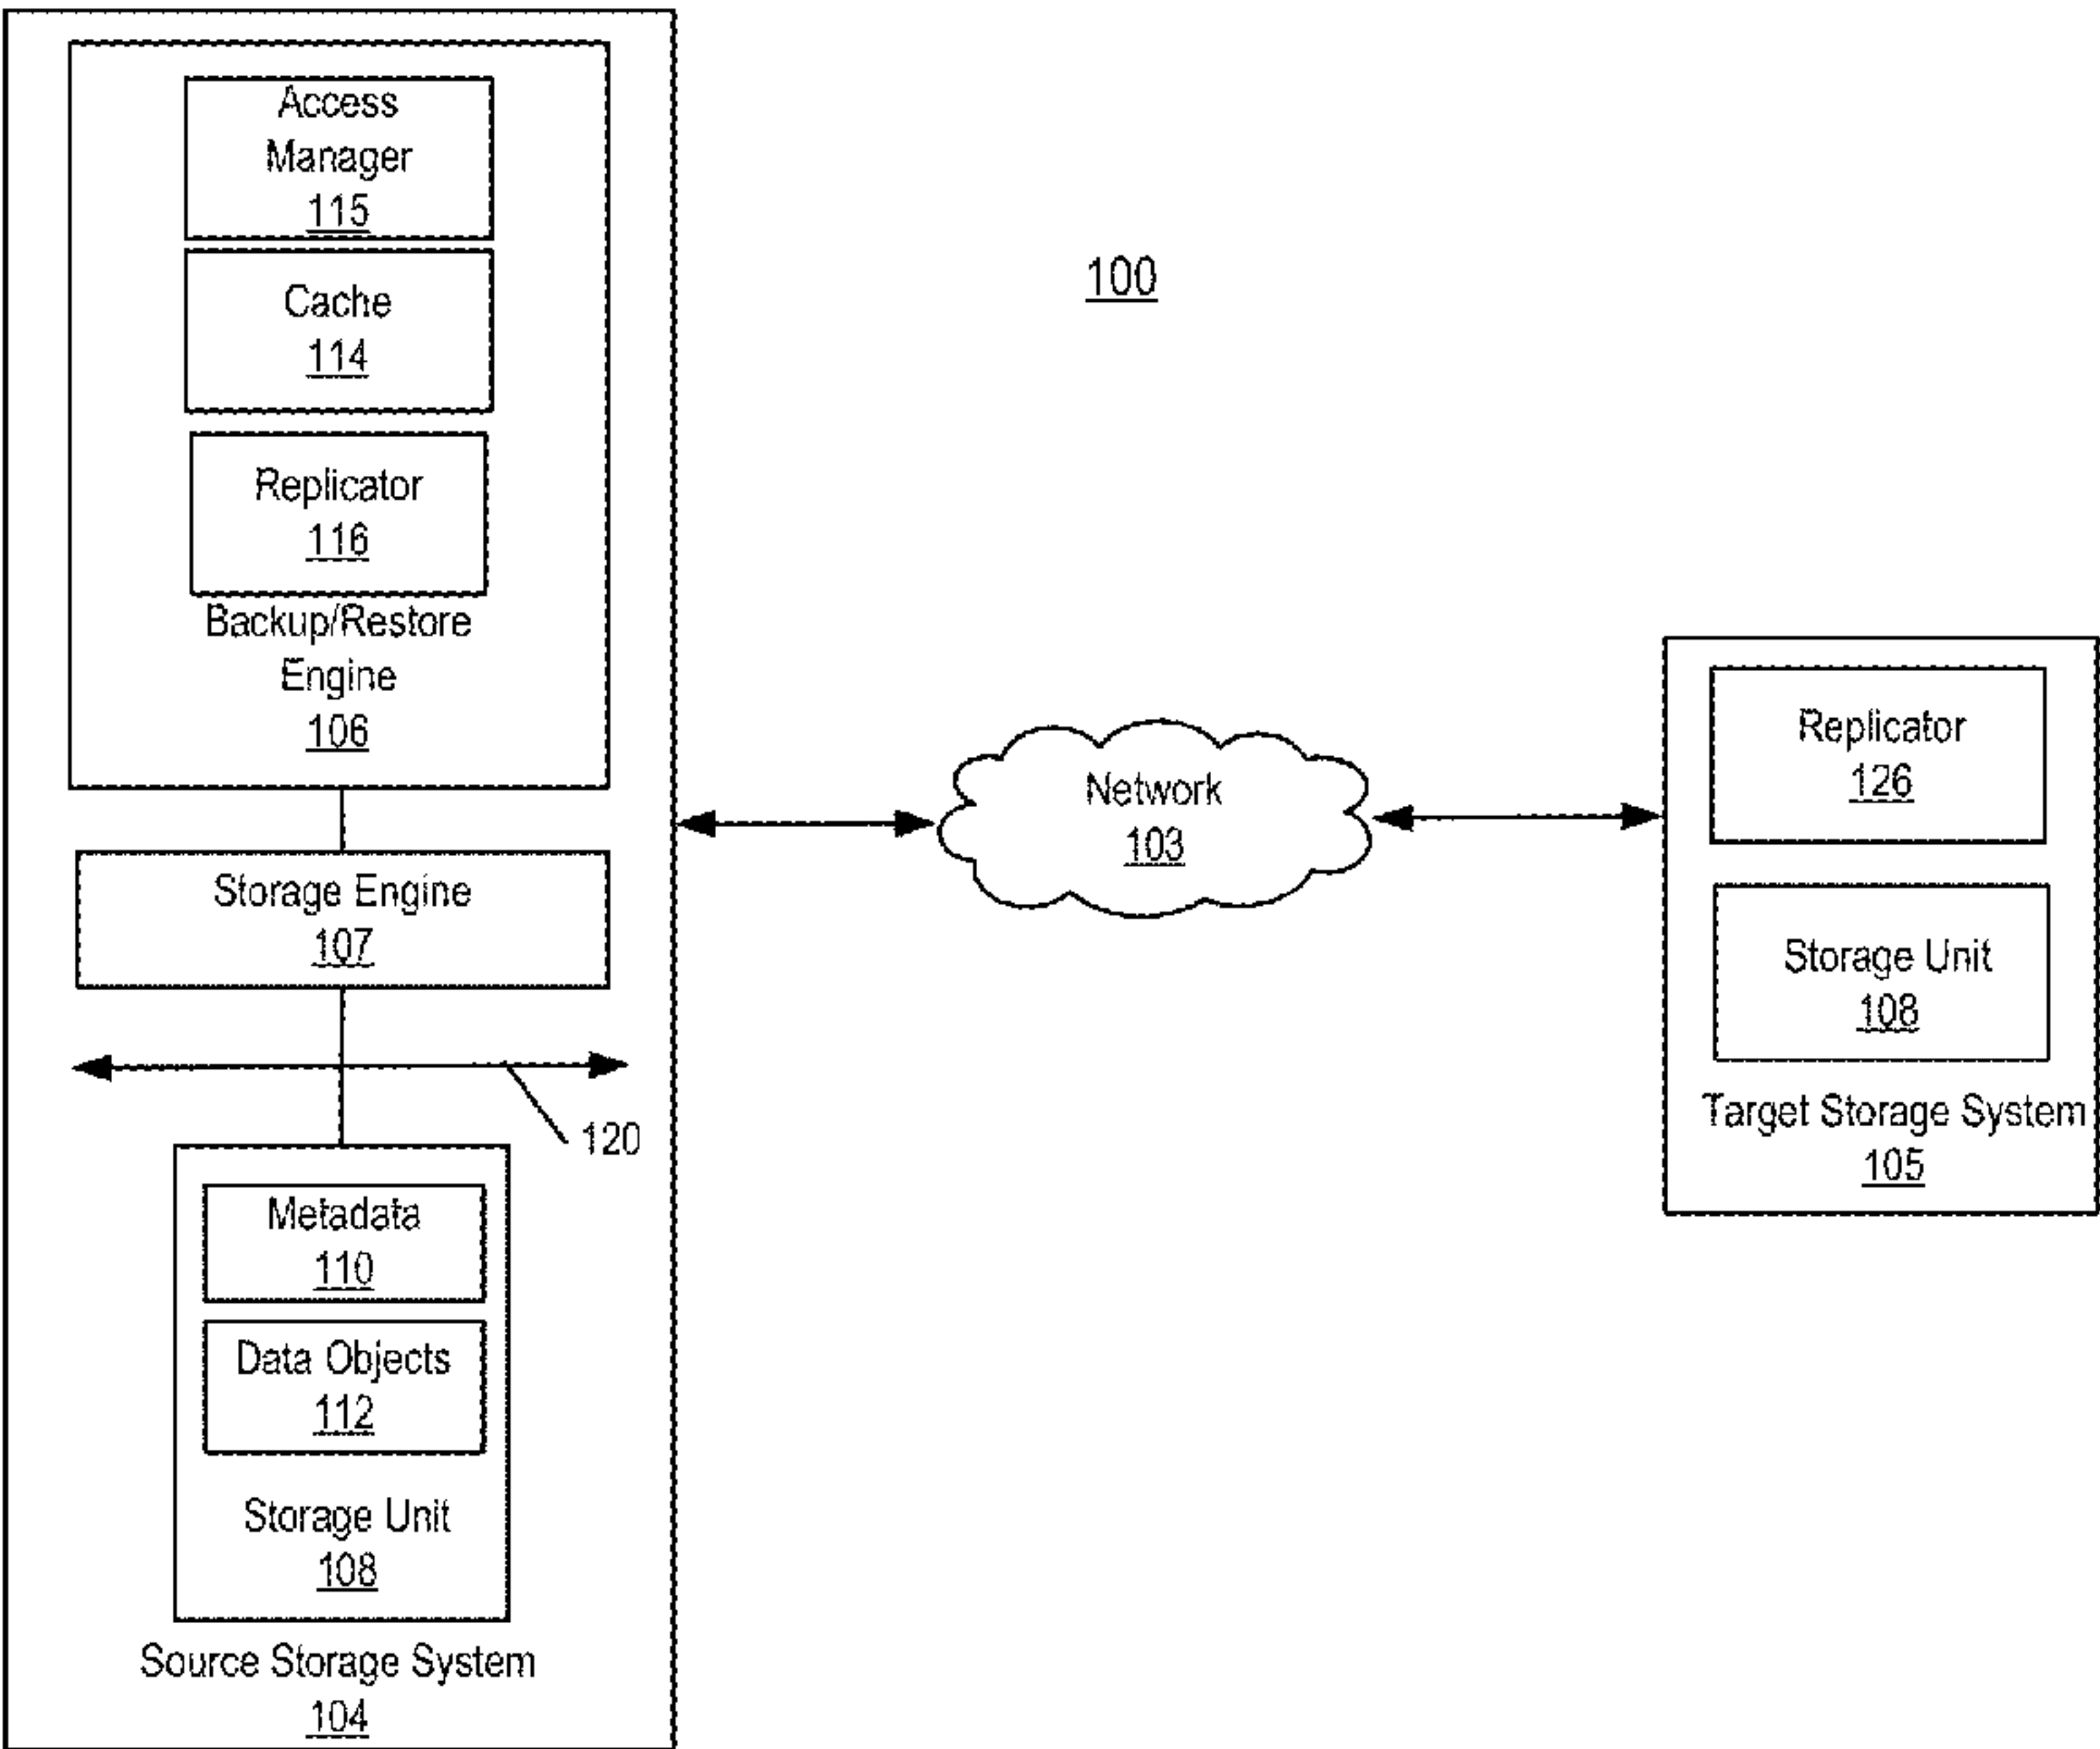 Access
Manager
115
Cache
114
Replicator
116
Backup/Restore
Engine
106
Storage Engine
107
120
Metadata
110
Data Objects
112
Storage Unit
108
Source Storage System
104
100
Network
103
Replicator
126
Storage Unit
108
Target Storage System
105